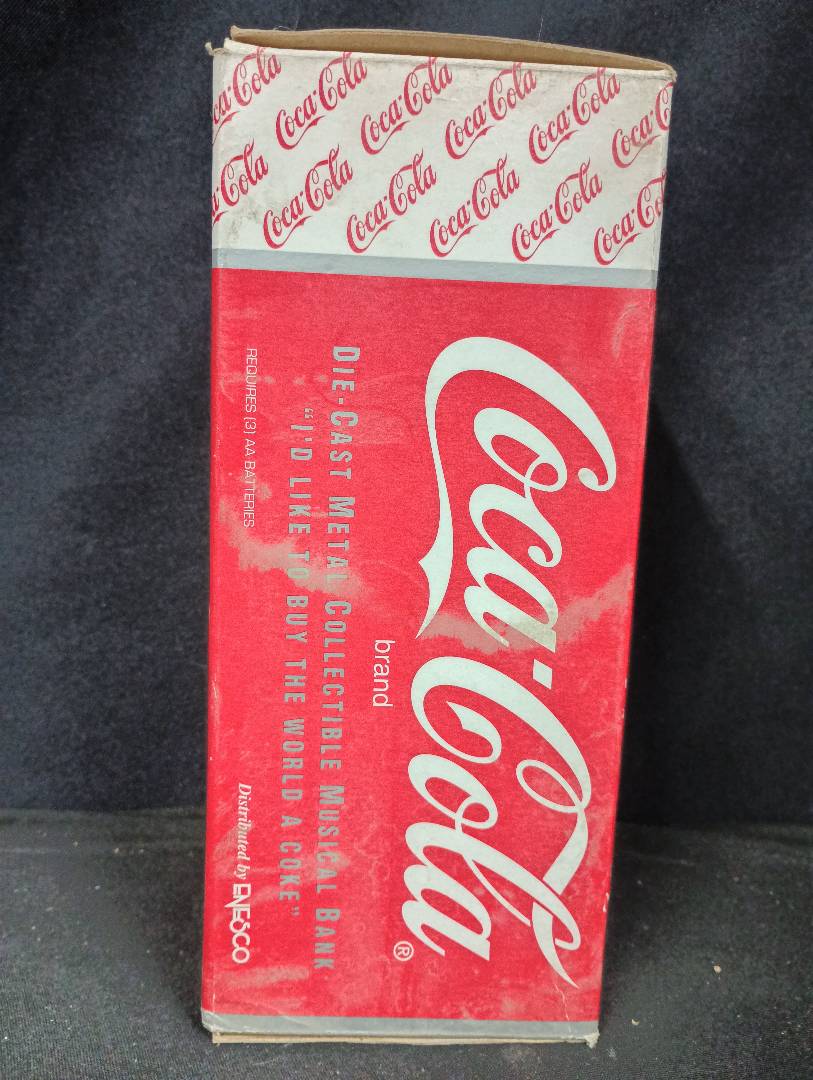 Coca-Cola Coca-Cola Coca-Cola Coca-Cola Coca-Cola Coca-C
a-Cola Coca-Cola Coca-Cola Coca-Cola Coca-Cola Coca-Co
Coca-Cola®
brand
DIE-CAST METAL COLLECTIBLE MUSICAL BANK
“I'D LIKE TO BUY THE WORLD A COKE”
REQUIRES (3) AA BATTERIES
Distributed by ENESCO